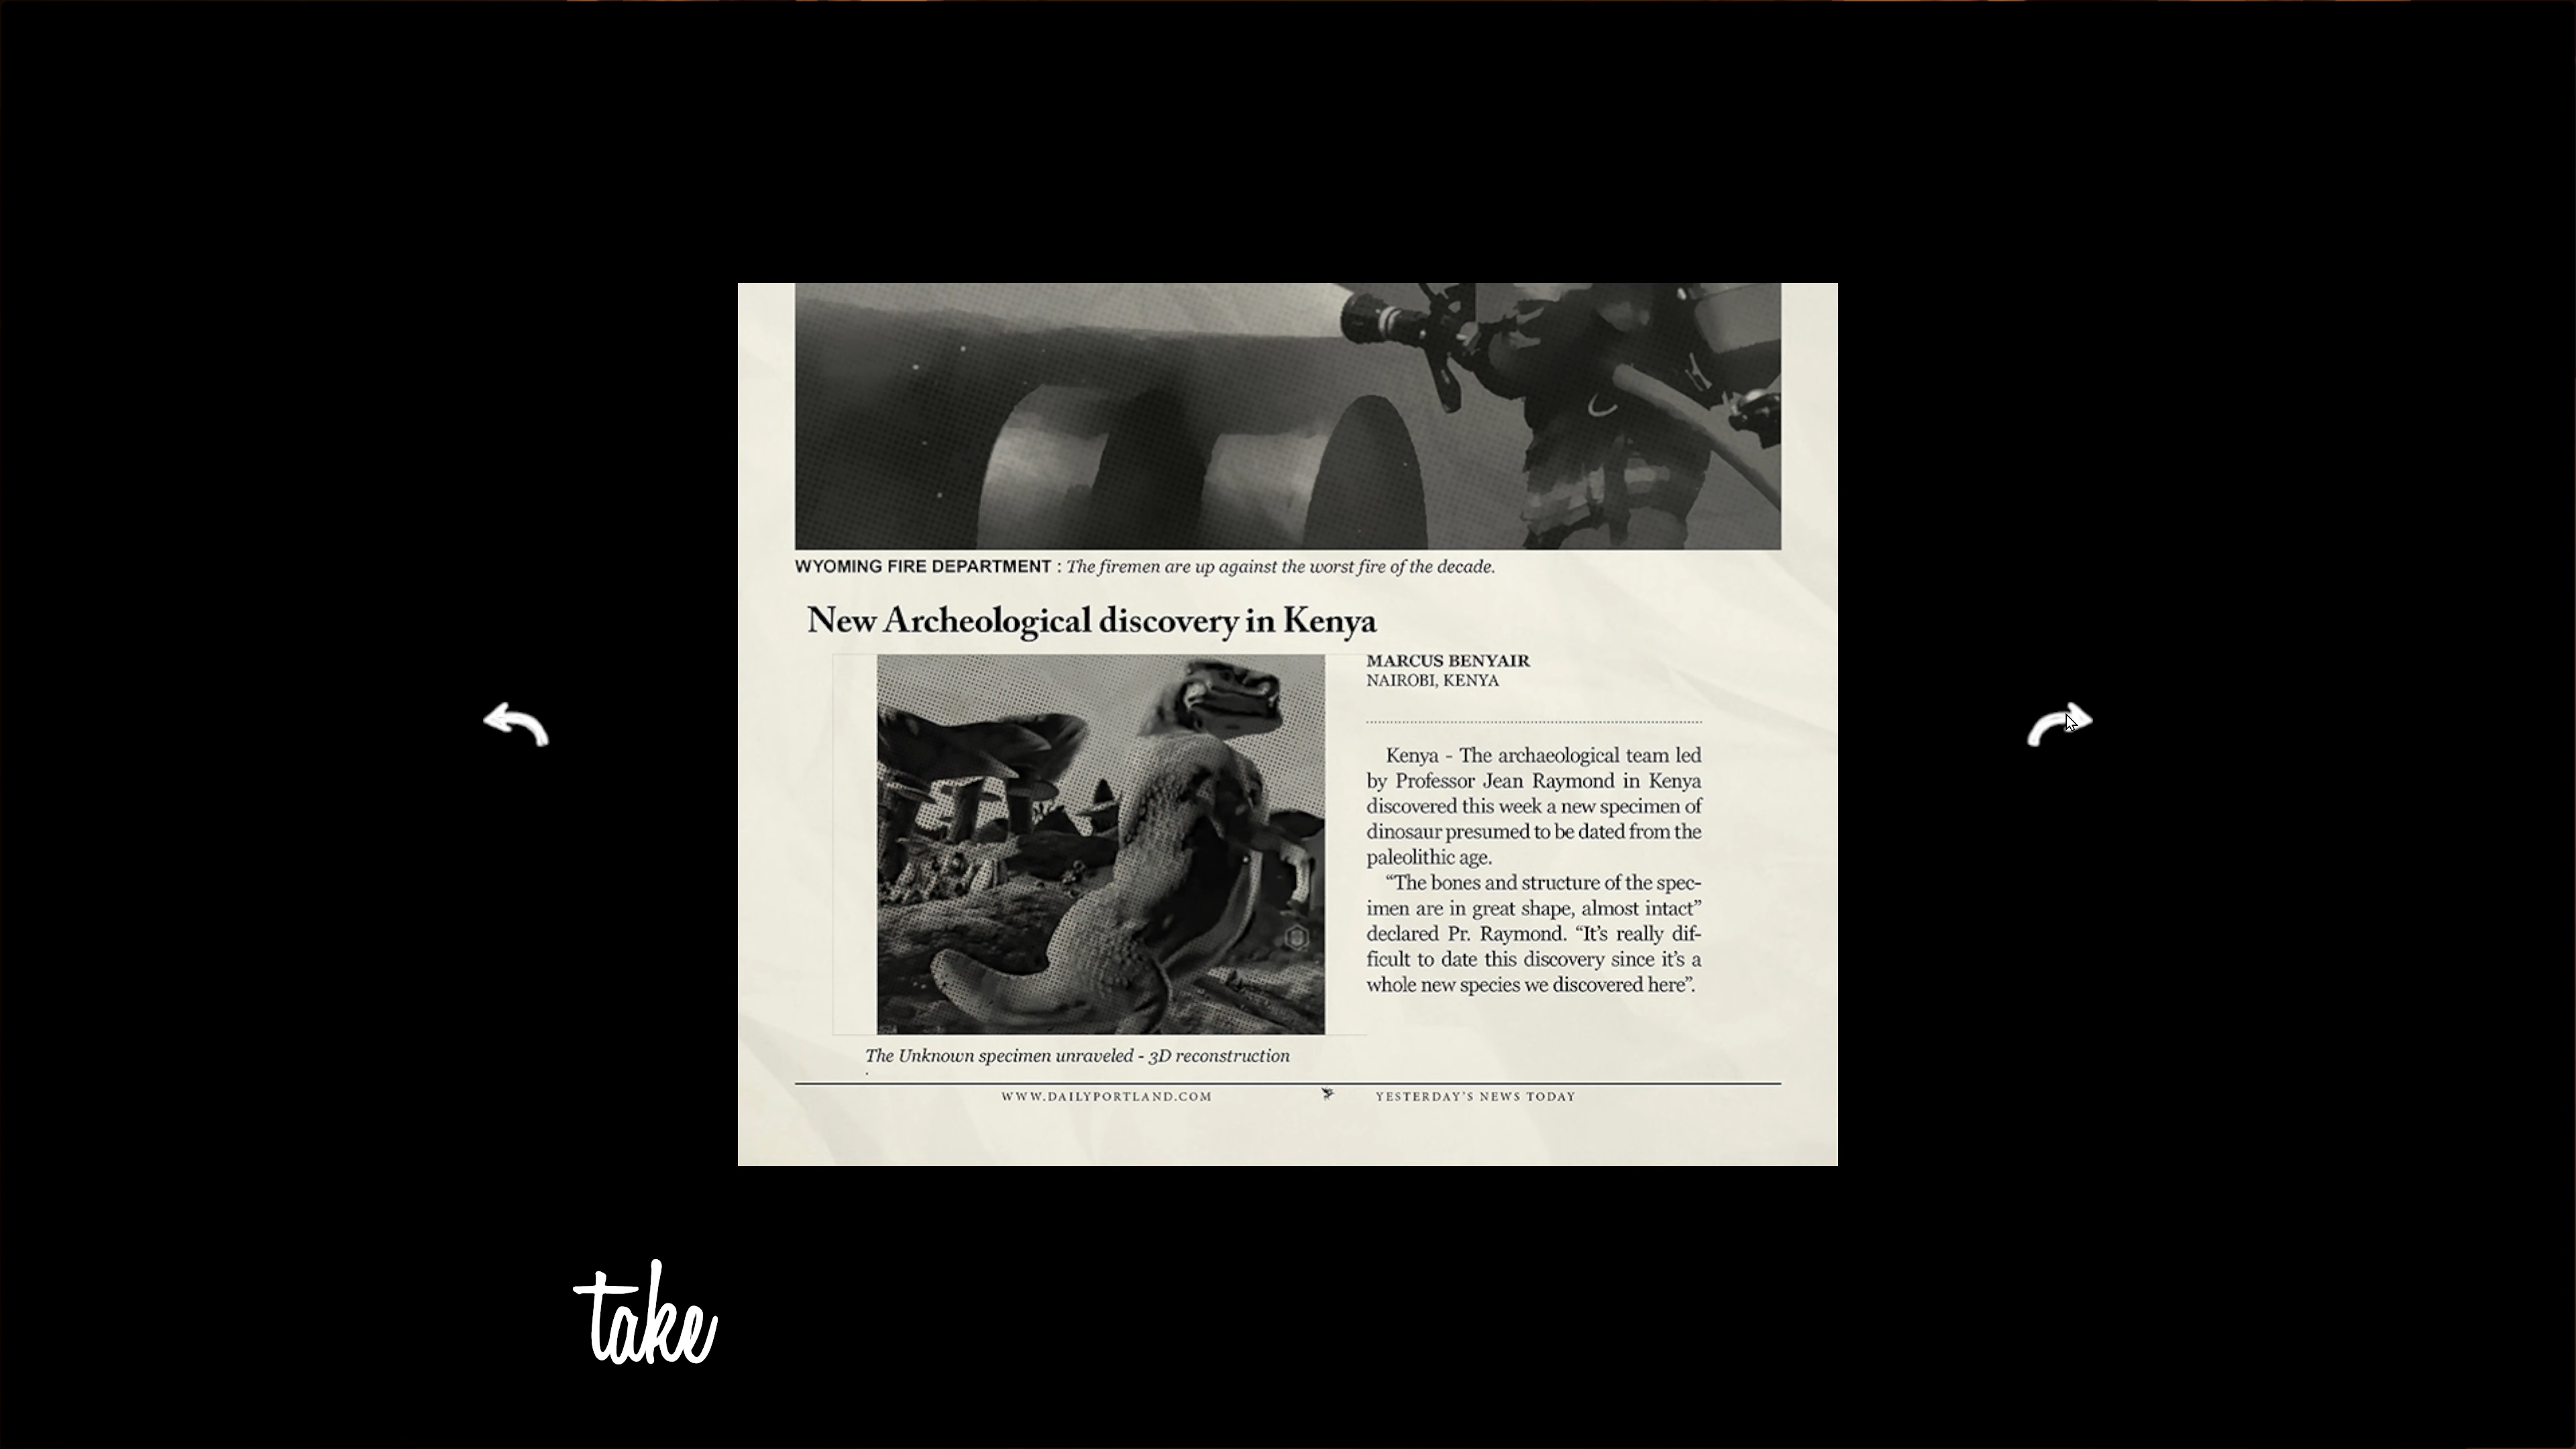 WYOMING FIRE DEPARTMENT : The firemen are up against the worst fire of the decade.
New Archeological discovery in Kenya
MARCUS BENYAIR
NAIROBI, KENYA
Kenya - The archaeological team led
by Professor Jean Raymond in Kenya
discovered this week a new specimen of
dinosaur presumed to be dated from the
paleolithic age.
“The bones and structure of the spec-
imen are in great shape, almost intact”
declared Pr. Raymond. “It’s really dif-
ficult to date this discovery since it’s a
whole new species we discovered here”.
The Unknown specimen unraveled - 3D reconstruction
.
WWW.DAILYPORTLAND.COM YESTERDAY’S NEWS TODAY
take